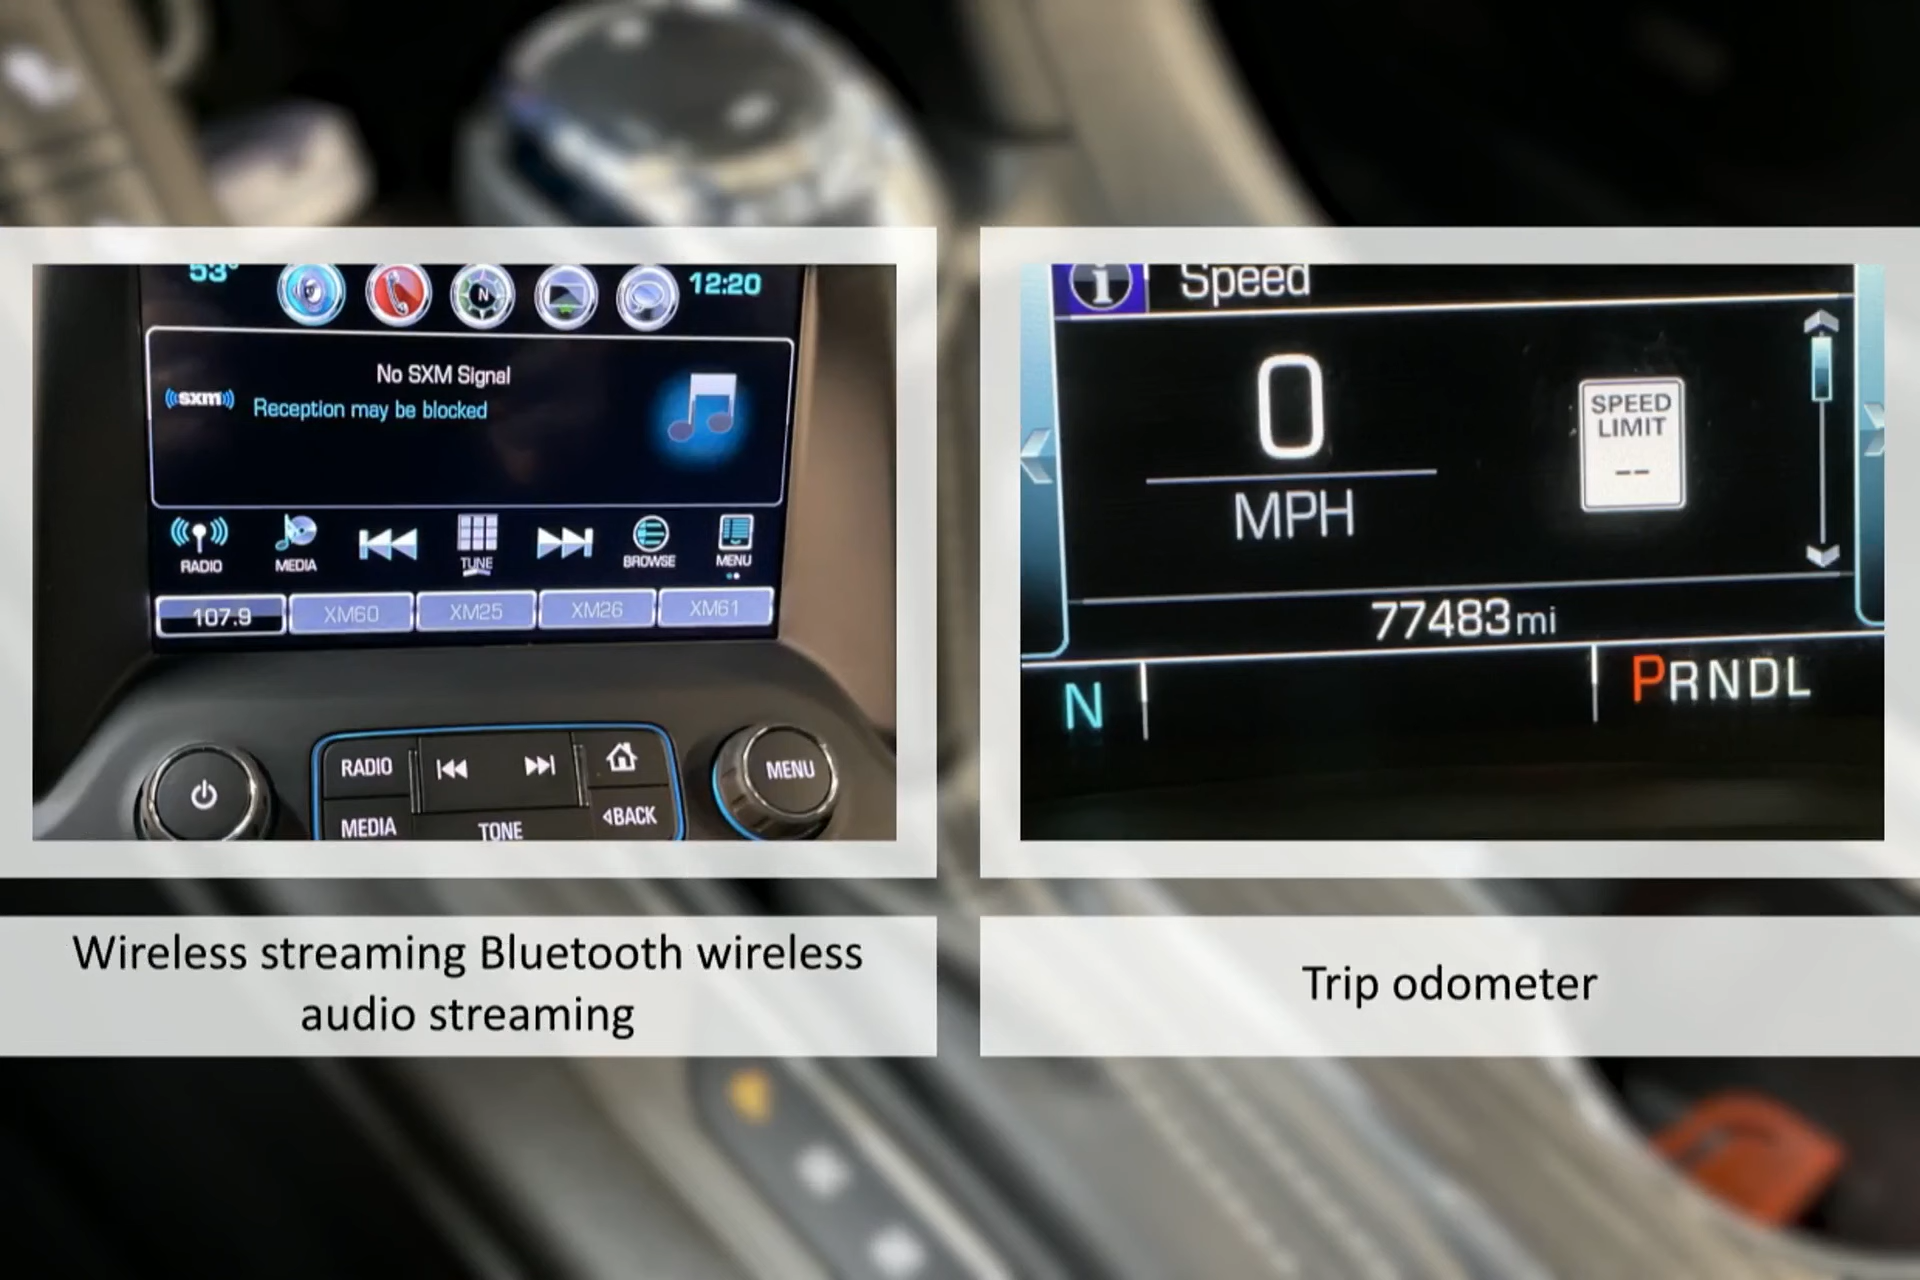 53°
N
12:20
No SXM Signal
((sxm))
Reception may be blocked
RADIO
MEDIA
TUNE
BROWSE
MENU
107.9
XM60
XM25
XM26
XM61
RADIO
MENU
MEDIA
TONE
BACK
Wireless streaming Bluetooth wireless
audio streaming
i
Speed
0
MPH
SPEED
LIMIT
--
77483 mi
N
PRNDL
Trip odometer